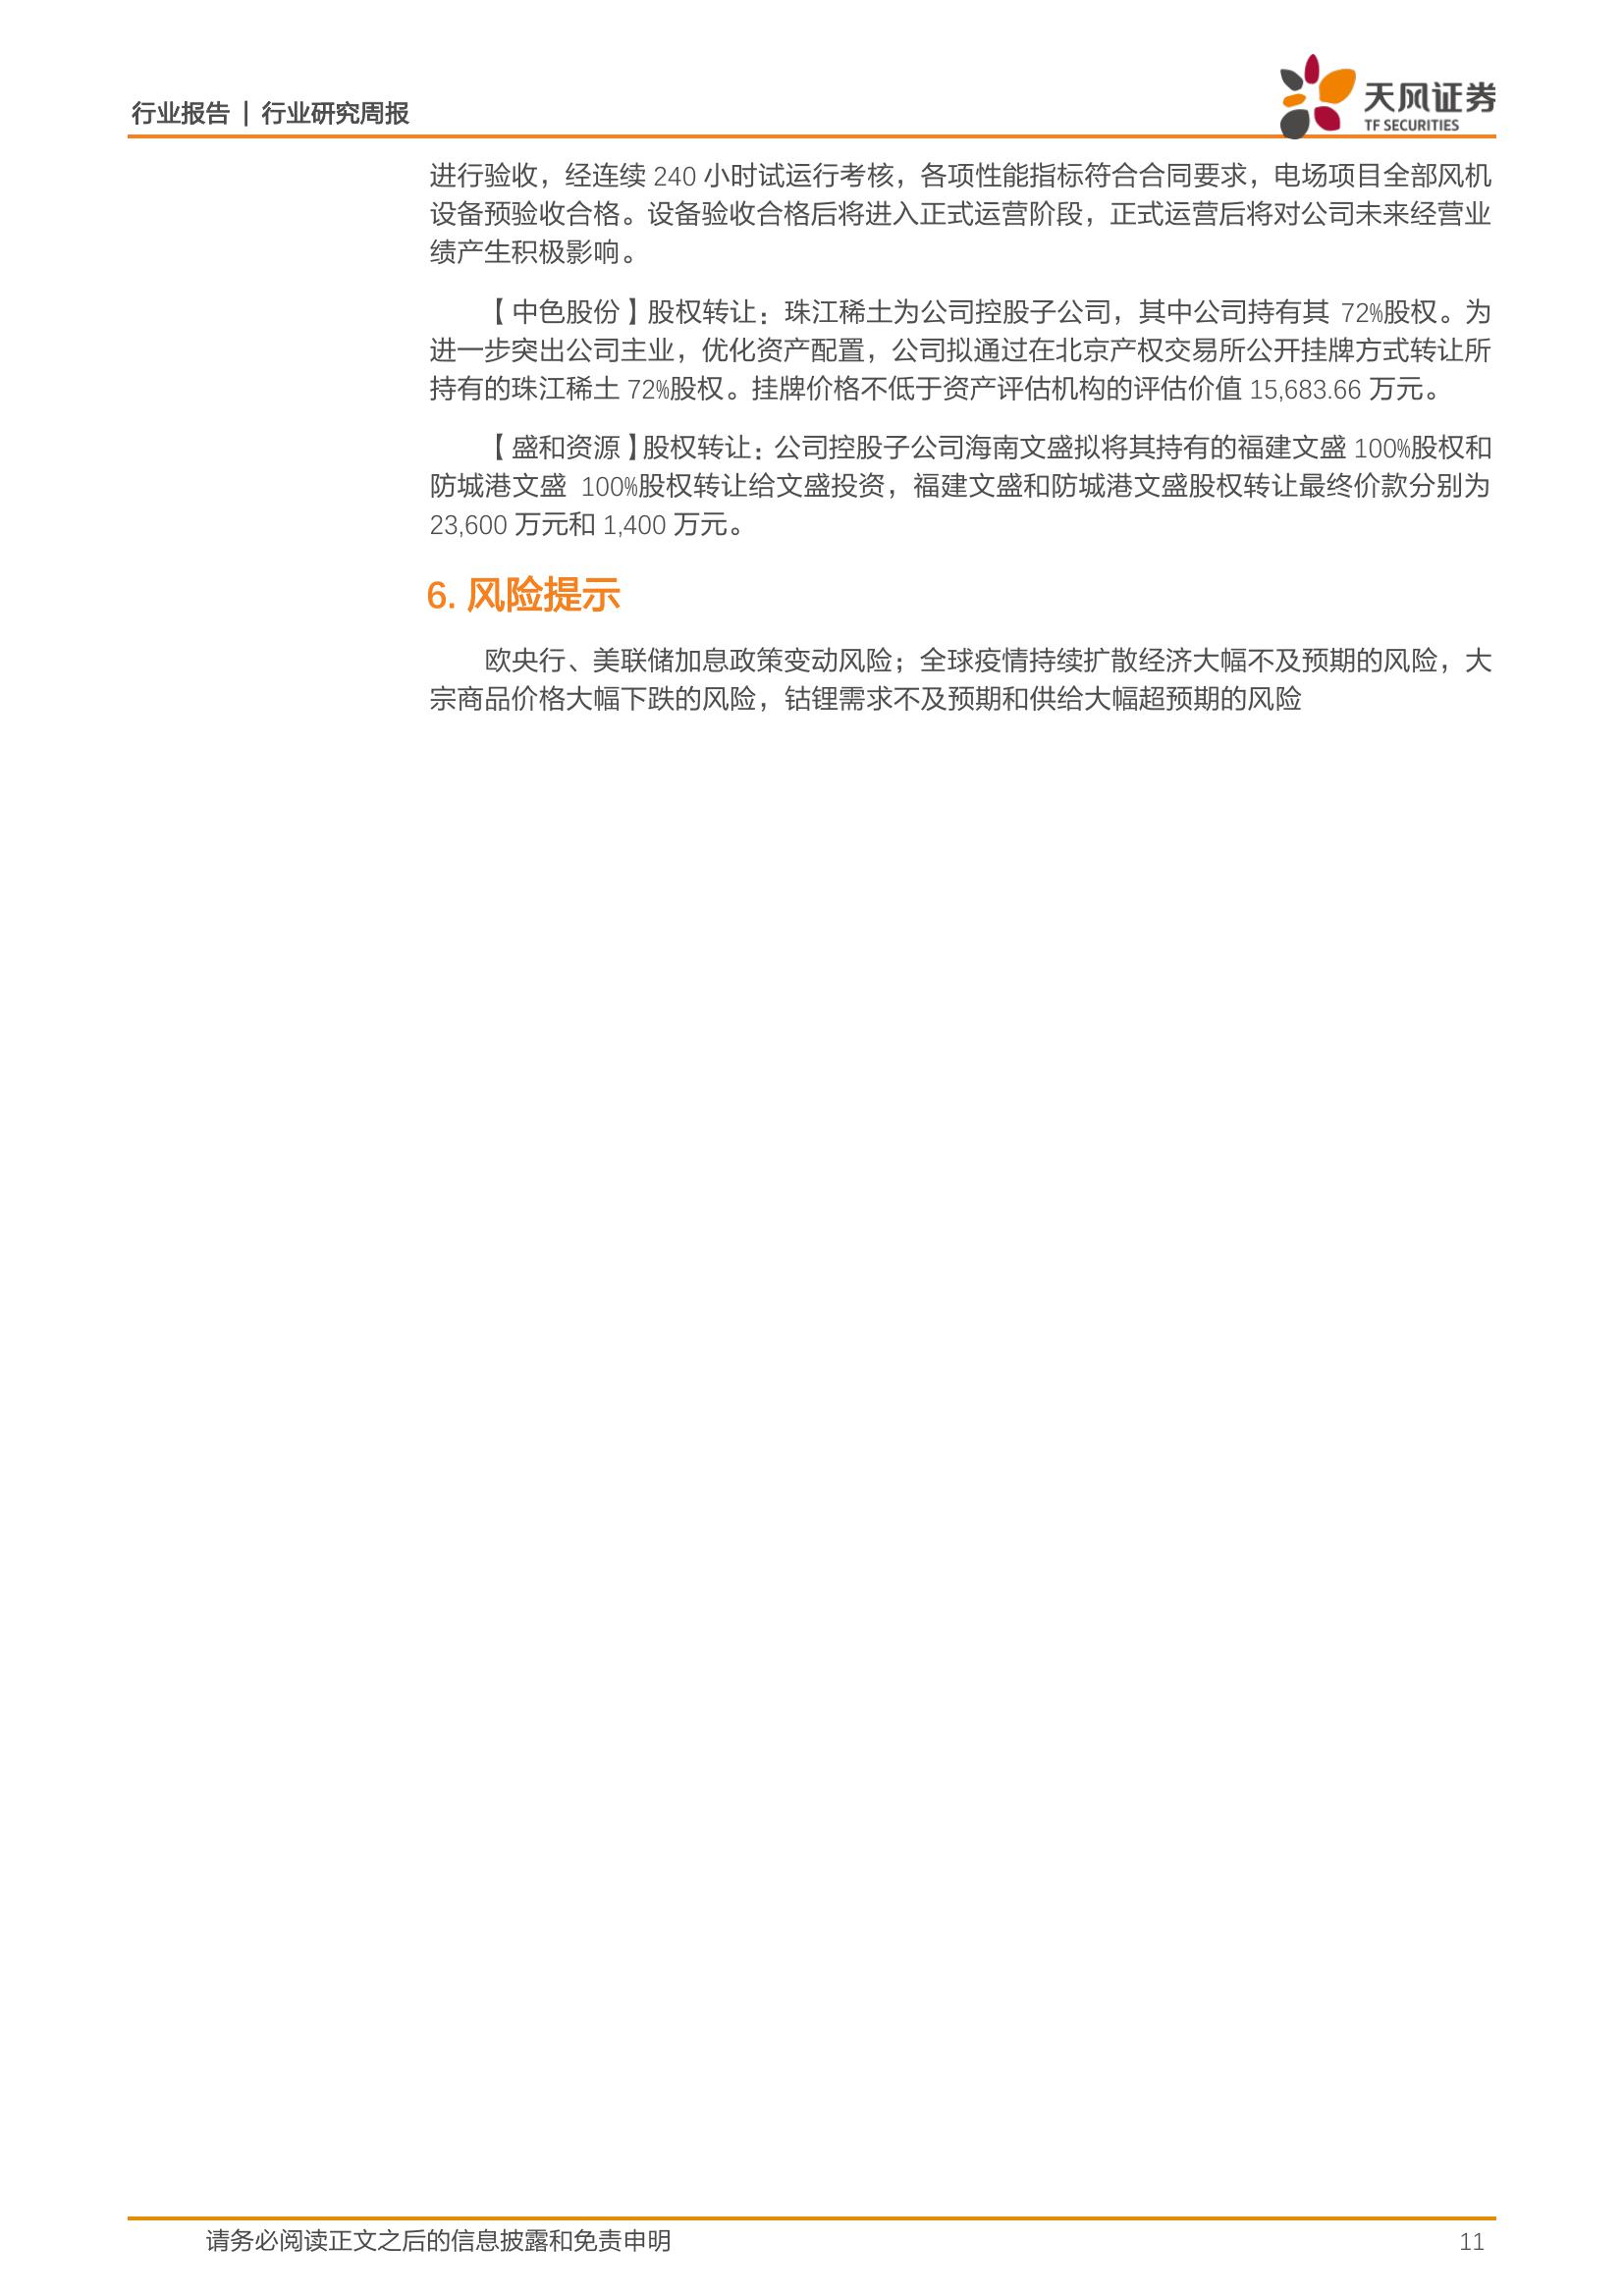 行业报告 | 行业研究周报
天风证券
TF SECURITIES
进行验收，经连续 240 小时试运行考核，各项性能指标符合合同要求，电场项目全部风机
设备预验收合格。设备验收合格后将进入正式运营阶段，正式运营后将对公司未来经营业
绩产生积极影响。
【中色股份】股权转让：珠江稀土为公司控股子公司，其中公司持有其 72%股权。为
进一步突出公司主业，优化资产配置，公司拟通过在北京产权交易所公开挂牌方式转让所
持有的珠江稀土 72%股权。挂牌价格不低于资产评估机构的评估价值 15,683.66 万元。
【盛和资源】股权转让：公司控股子公司海南文盛拟将其持有的福建文盛 100%股权和
防城港文盛 100%股权转让给文盛投资，福建文盛和防城港文盛股权转让最终价款分别为
23,600 万元和 1,400 万元。
6. 风险提示
欧央行、美联储加息政策变动风险；全球疫情持续扩散经济大幅不及预期的风险，大
宗商品价格大幅下跌的风险，钴锂需求不及预期和供给大幅超预期的风险
请务必阅读正文之后的信息披露和免责申明
11